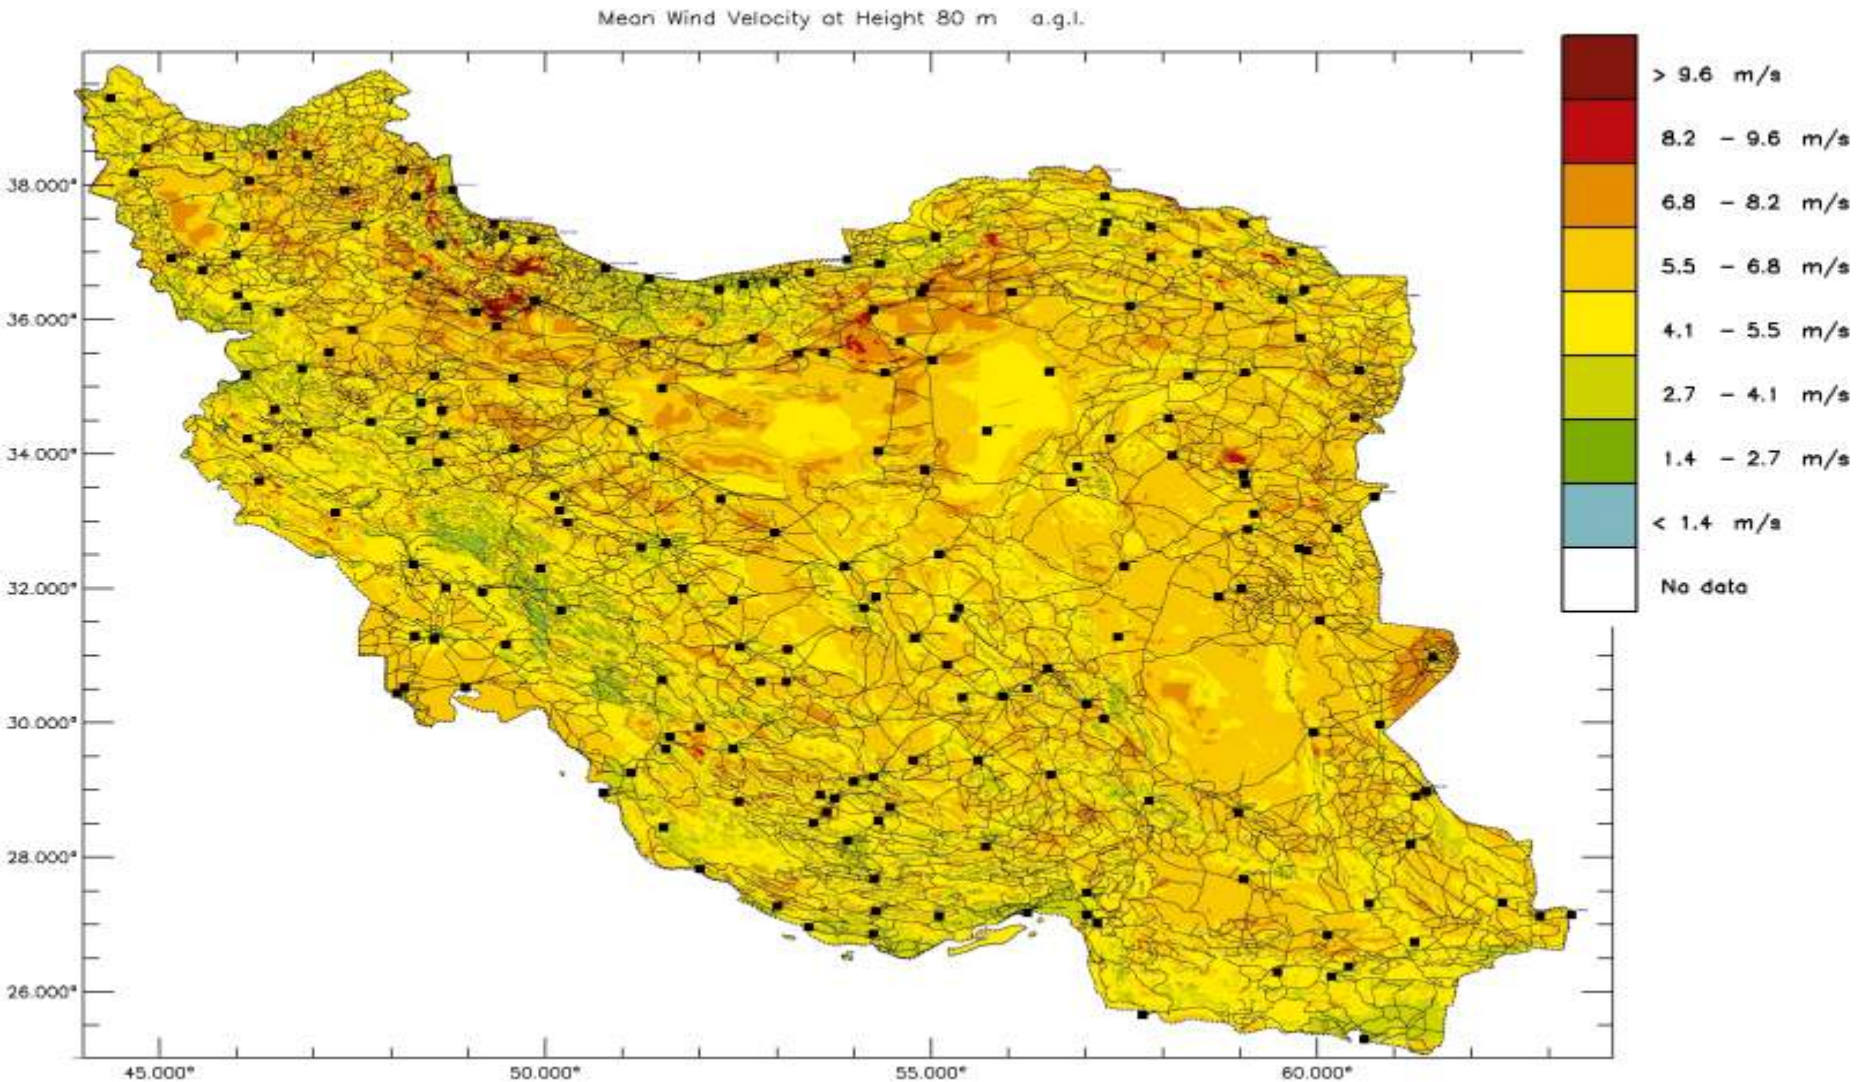 Mean Wind Velocity at Height 80 m a.g.l.
> 9.6 m/s
8.2 - 9.6 m/s
6.8 - 8.2 m/s
5.5 - 6.8 m/s
4.1 - 5.5 m/s
2.7 - 4.1 m/s
1.4 - 2.7 m/s
< 1.4 m/s
No data
38.000°
36.000°
34.000°
32.000°
30.000°
28.000°
26.000°
45.000° 50.000° 55.000° 60.000°